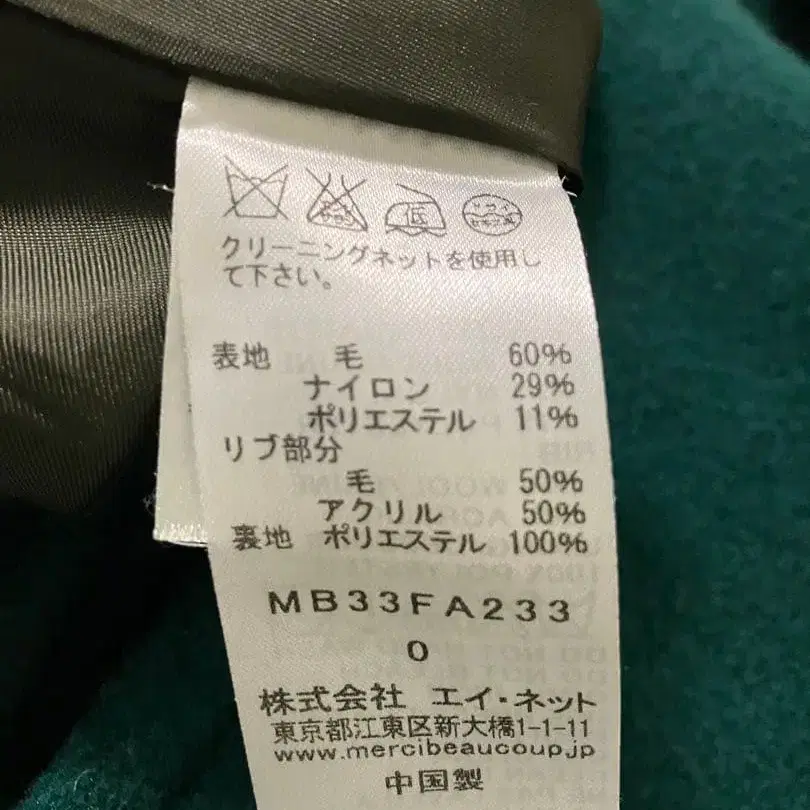 低
クリーニングネットを使用し
て下さい。
表地 毛 60%
ナイロン 29%
ポリエステル 11%
リブ部分
毛 50%
アクリル 50%
裏地 ポリエステル 100%
MB33FA233
0
株式会社 エイ・ネット
東京都江東区新大橋1-1-11
www.mercibeaucoup.jp
中国製